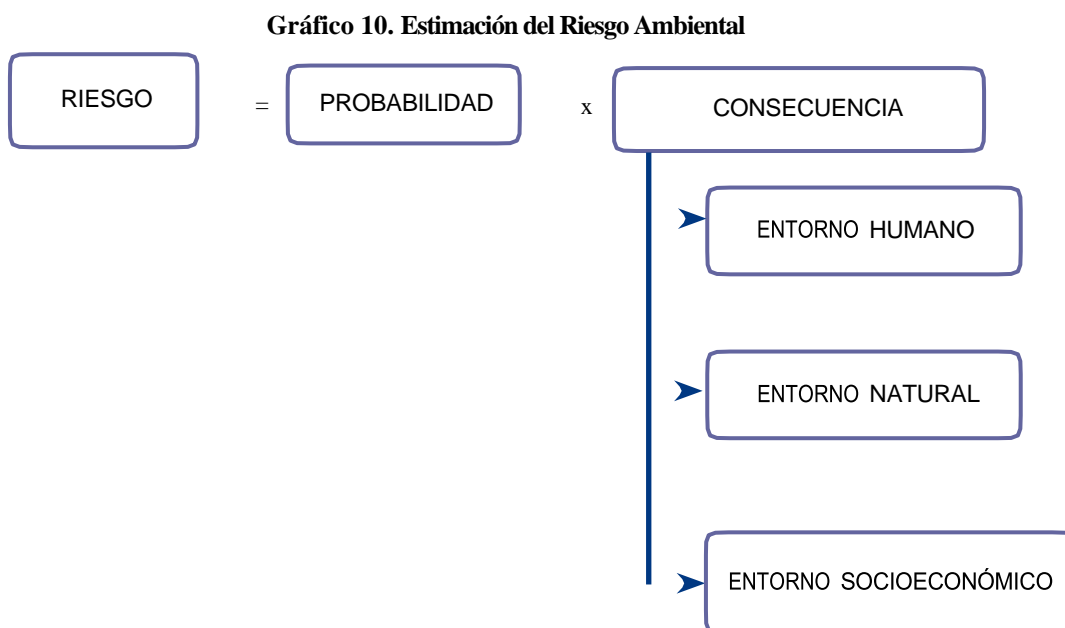 Gráfico 10. Estimación del Riesgo Ambiental
RIESGO = PROBABILIDAD x CONSECUENCIA
ENTORNO HUMANO
ENTORNO NATURAL
ENTORNO SOCIOECONÓMICO